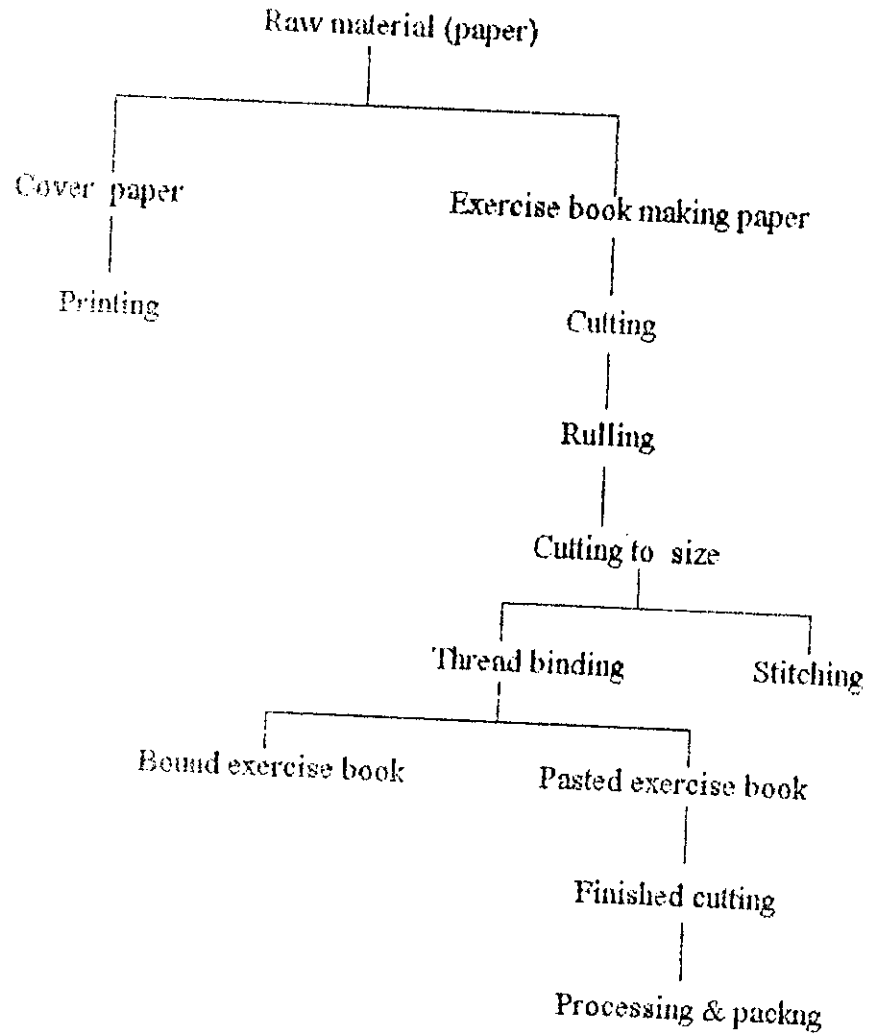 Raw material (paper)
Cover paper
Exercise book making paper
Printing
Cutting
Rulling
Cutting to size
Thread binding
Stitching
Bound exercise book
Pasted exercise book
Finished cutting
Processing & packng